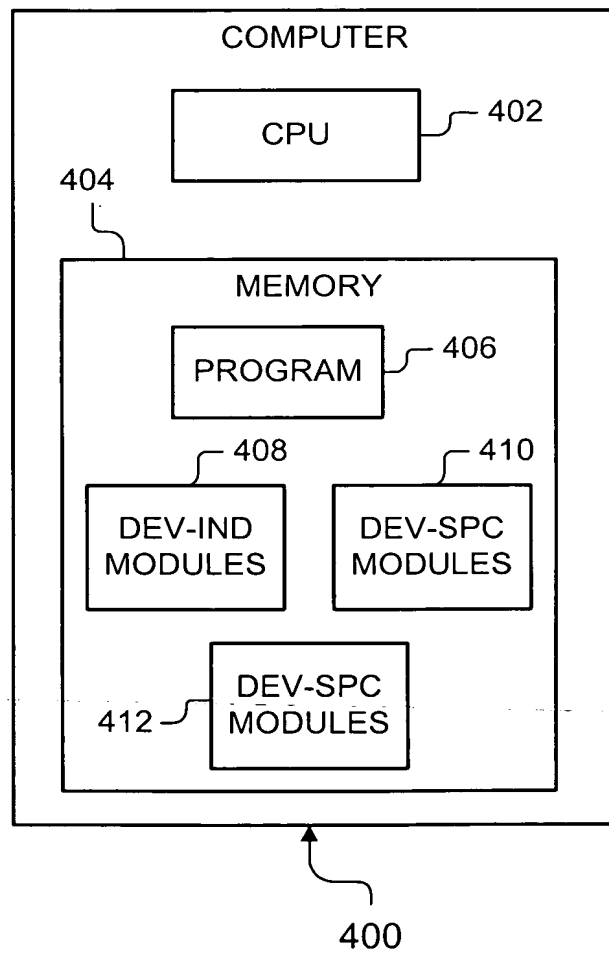 COMPUTER
CPU
402
404
MEMORY
PROGRAM
406
408
410
DEV-IND
MODULES
DEV-SPC
MODULES
412
DEV-SPC
MODULES
400